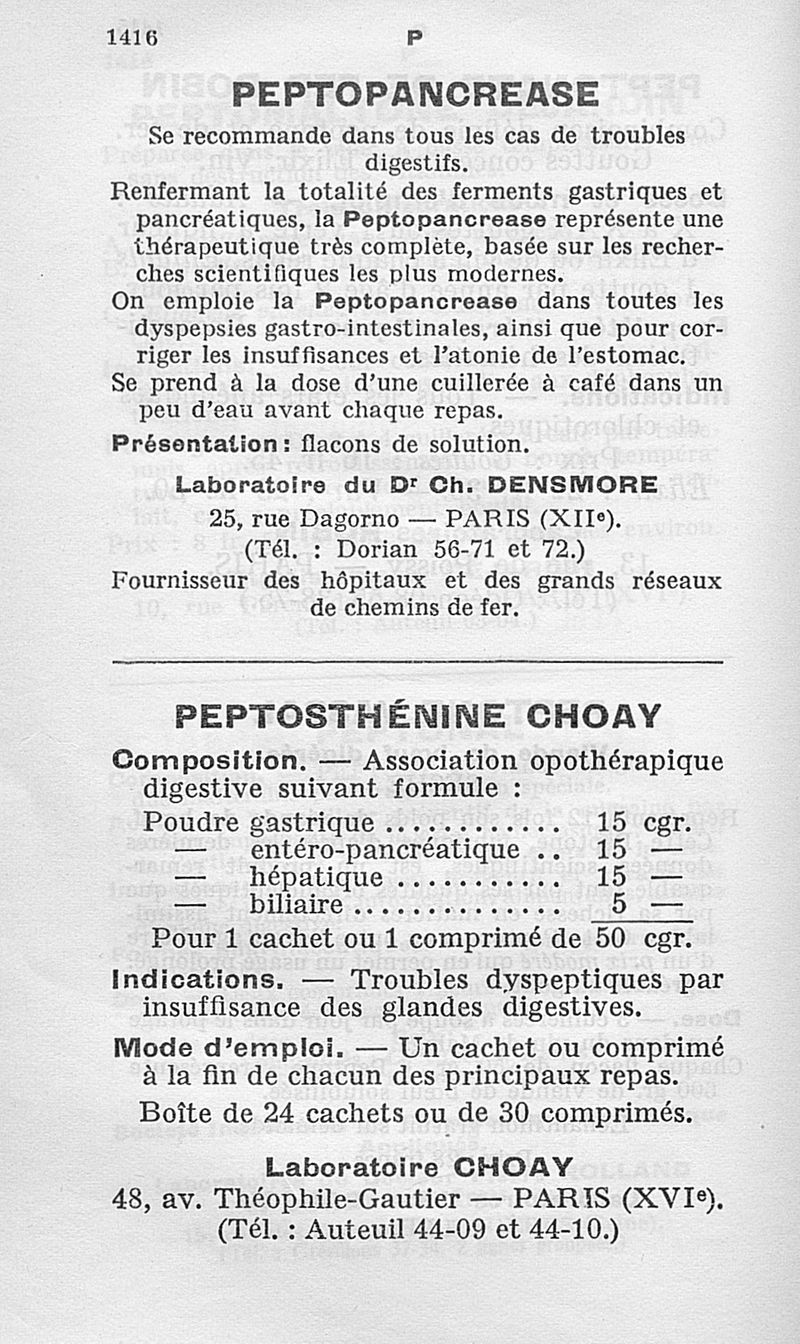 1416 P
PEPTOPANCREASE
Se recommande dans tous les cas de troubles
digestifs.
Renfermant la totalité des ferments gastriques et
pancréatiques, la Peptopancrease représente une
thérapeutique très complète, basée sur les recher-
ches scientifiques les plus modernes.
On emploie la Peptopancrease dans toutes les
dyspepsies gastro-intestinales, ainsi que pour cor-
riger les insuffisances et l'atonie de l'estomac.
Se prend à la dose d'une cuillerée à café dans un
peu d'eau avant chaque repas.
Présentation : flacons de solution.
Laboratoire du Dr Ch. DENSMORE
25, rue Dagorno — PARIS (XIIe).
(Tél. : Dorian 56-71 et 72.)
Fournisseur des hôpitaux et des grands réseaux
de chemins de fer.
PEPTOSTHÉNINE CHOAY
Composition. — Association opothérapique
digestive suivant formule :
Poudre gastrique ............. 15 cgr.
— entéro-pancréatique .. 15 —
— hépatique ............ 15 —
— biliaire ............... 5 —
Pour 1 cachet ou 1 comprimé de 50 cgr.
Indications. — Troubles dyspeptiques par
insuffisance des glandes digestives.
Mode d'emploi. — Un cachet ou comprimé
à la fin de chacun des principaux repas.
Boîte de 24 cachets ou de 30 comprimés.
Laboratoire CHOAY
48, av. Théophile-Gautier — PARIS (XVIe).
(Tél. : Auteuil 44-09 et 44-10.)